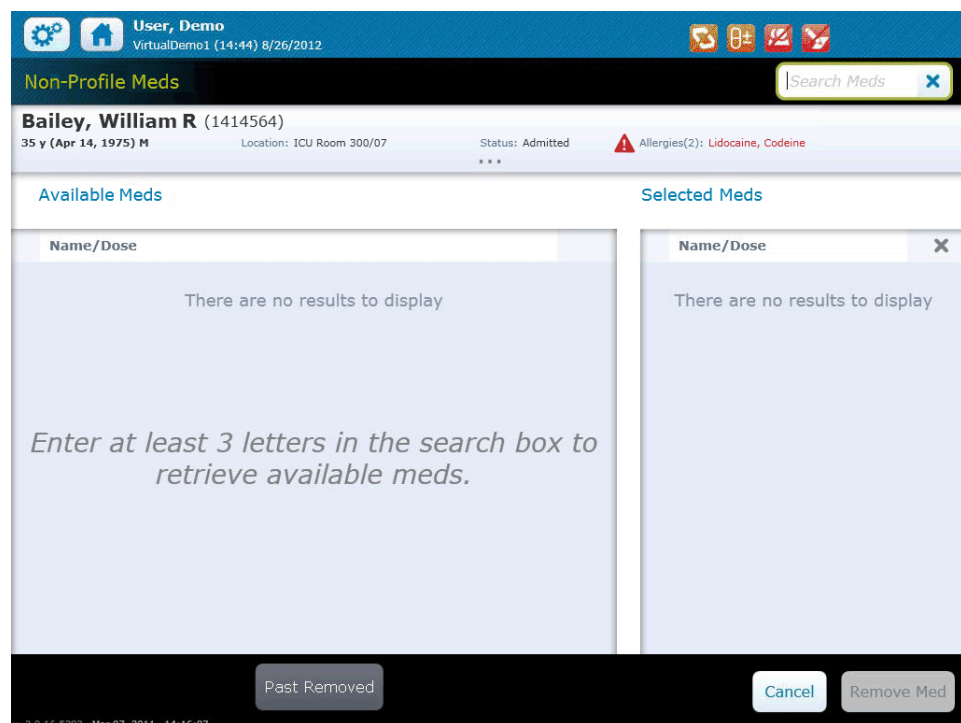 User, Demo
VirtualDemo1 (14:44) 8/26/2012
Non-Profile Meds
Search Meds
Bailey, William R (1414564)
35 y (Apr 14, 1975) M Location: ICU Room 300/07 Status: Admitted Allergies(2): Lidocaine, Codeine
Available Meds
Selected Meds
Name/Dose
Name/Dose
There are no results to display
There are no results to display
Enter at least 3 letters in the search box to
retrieve available meds.
Past Removed
Cancel
Remove Med